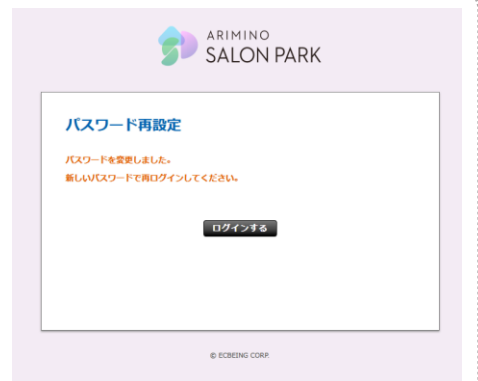 ARIMINO
SALON PARK
パスワード再設定
パスワードを変更しました。
新しいパスワードで再ログインしてください。
ログインする
© ECBEING CORP.